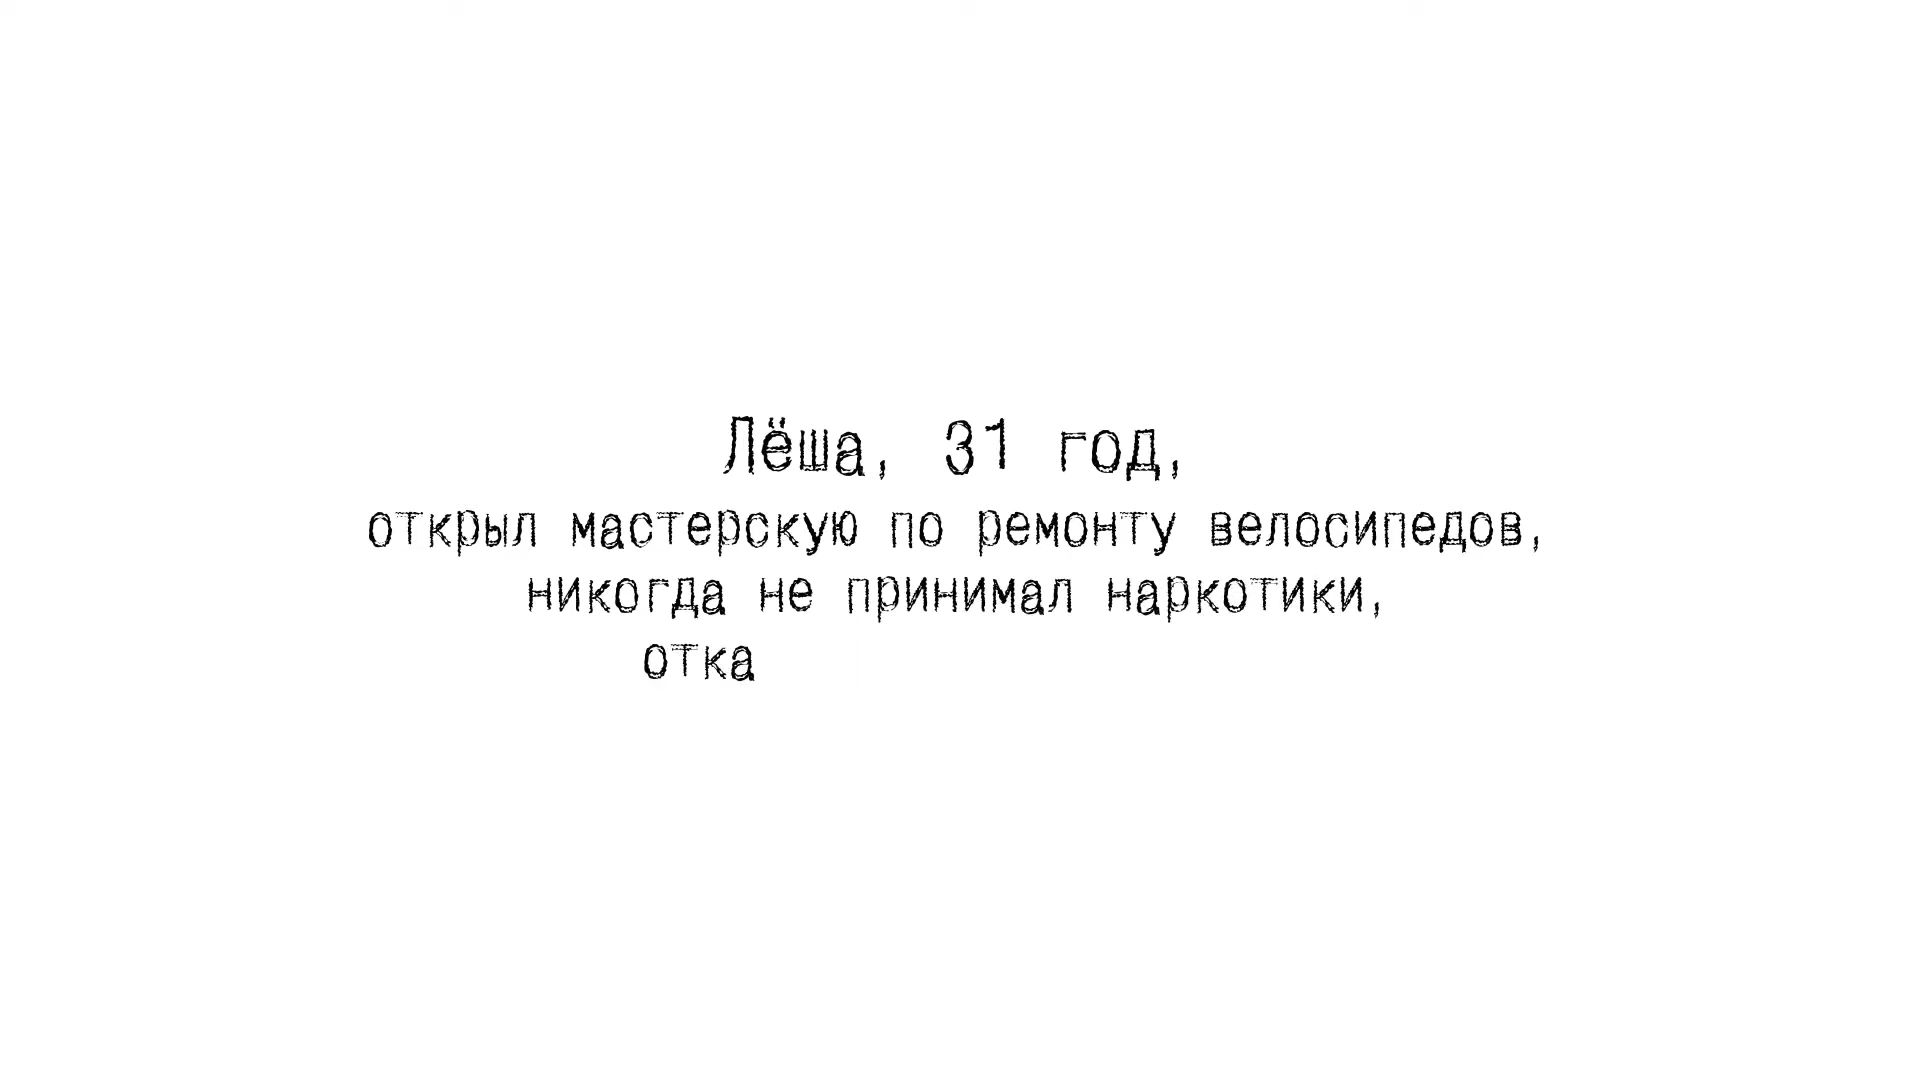 Лёша, 31 год,
открыл мастерскую по ремонту велосипедов,
никогда не принимал наркотики,
отка